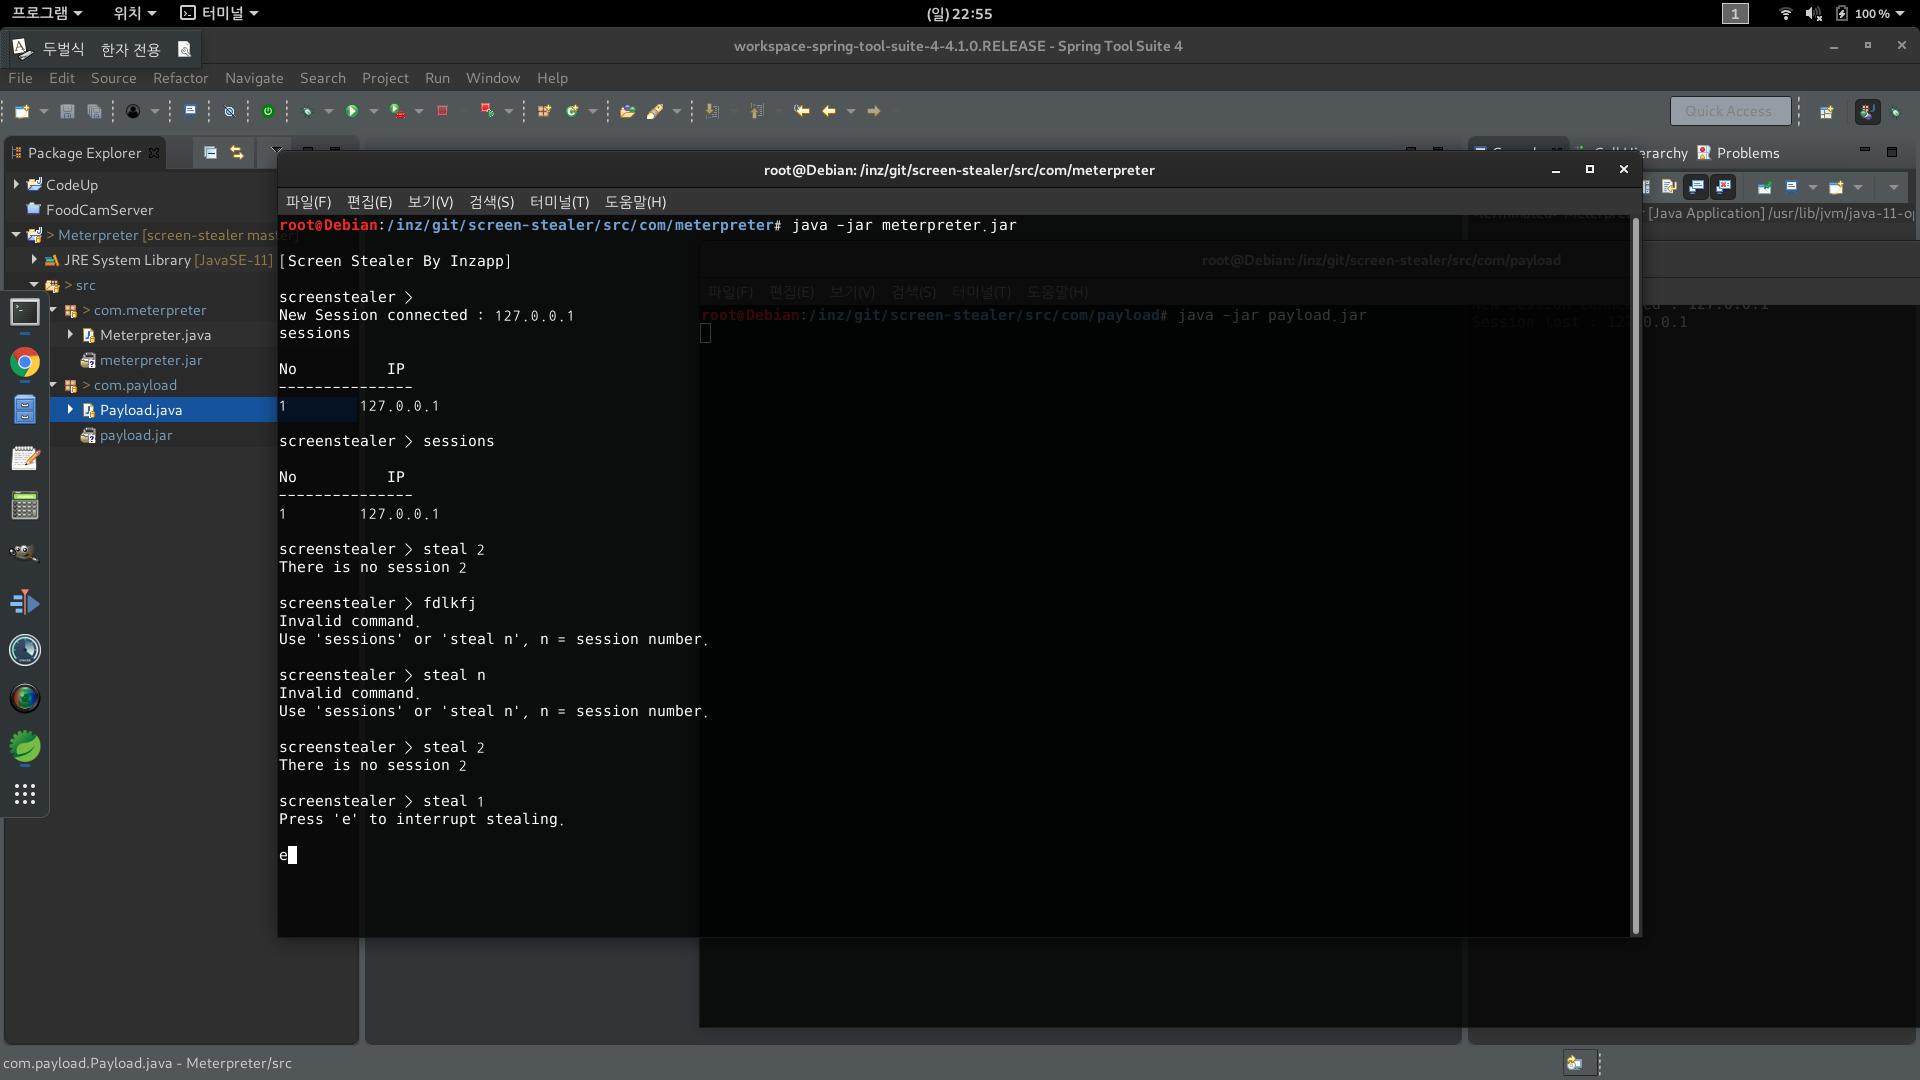 프로그램 위치 터미널 (일) 22:55 1 100 %
두벌식 한자 전용 workspace-spring-tool-suite-4-4.1.0.RELEASE - Spring Tool Suite 4
File Edit Source Refactor Navigate Search Project Run Window Help
Quick Access
Package Explorer Problems
CodeUp
FoodCamServer
> Meterpreter [screen-stealer master
JRE System Library [JavaSE-11]
> src
> com.meterpreter
Meterpreter.java
meterpreter.jar
> com.payload
Payload.java
payload.jar
[Java Application] /usr/lib/jvm/java-11-op
root@Debian: /inz/git/screen-stealer/src/com/meterpreter
파일(F) 편집(E) 보기(V) 검색(S) 터미널(T) 도움말(H)
root@Debian:/inz/git/screen-stealer/src/com/meterpreter# java -jar meterpreter.jar
[Screen Stealer By Inzapp]
screenstealer >
New Session connected : 127.0.0.1
sessions
No IP
---------------
1 127.0.0.1
screenstealer > sessions
No IP
---------------
1 127.0.0.1
screenstealer > steal 2
There is no session 2
screenstealer > fdlkfj
Invalid command.
Use 'sessions' or 'steal n', n = session number.
screenstealer > steal n
Invalid command.
Use 'sessions' or 'steal n', n = session number.
screenstealer > steal 2
There is no session 2
screenstealer > steal 1
Press 'e' to interrupt stealing.
e
root@Debian: /inz/git/screen-stealer/src/com/payload
파일(F) 편집(E) 보기(V) 검색(S) 터미널(T) 도움말(H)
root@Debian:/inz/git/screen-stealer/src/com/payload# java -jar payload.jar
New Session connected : 127.0.0.1
Session lost : 127.0.0.1
com.payload.Payload.java - Meterpreter/src